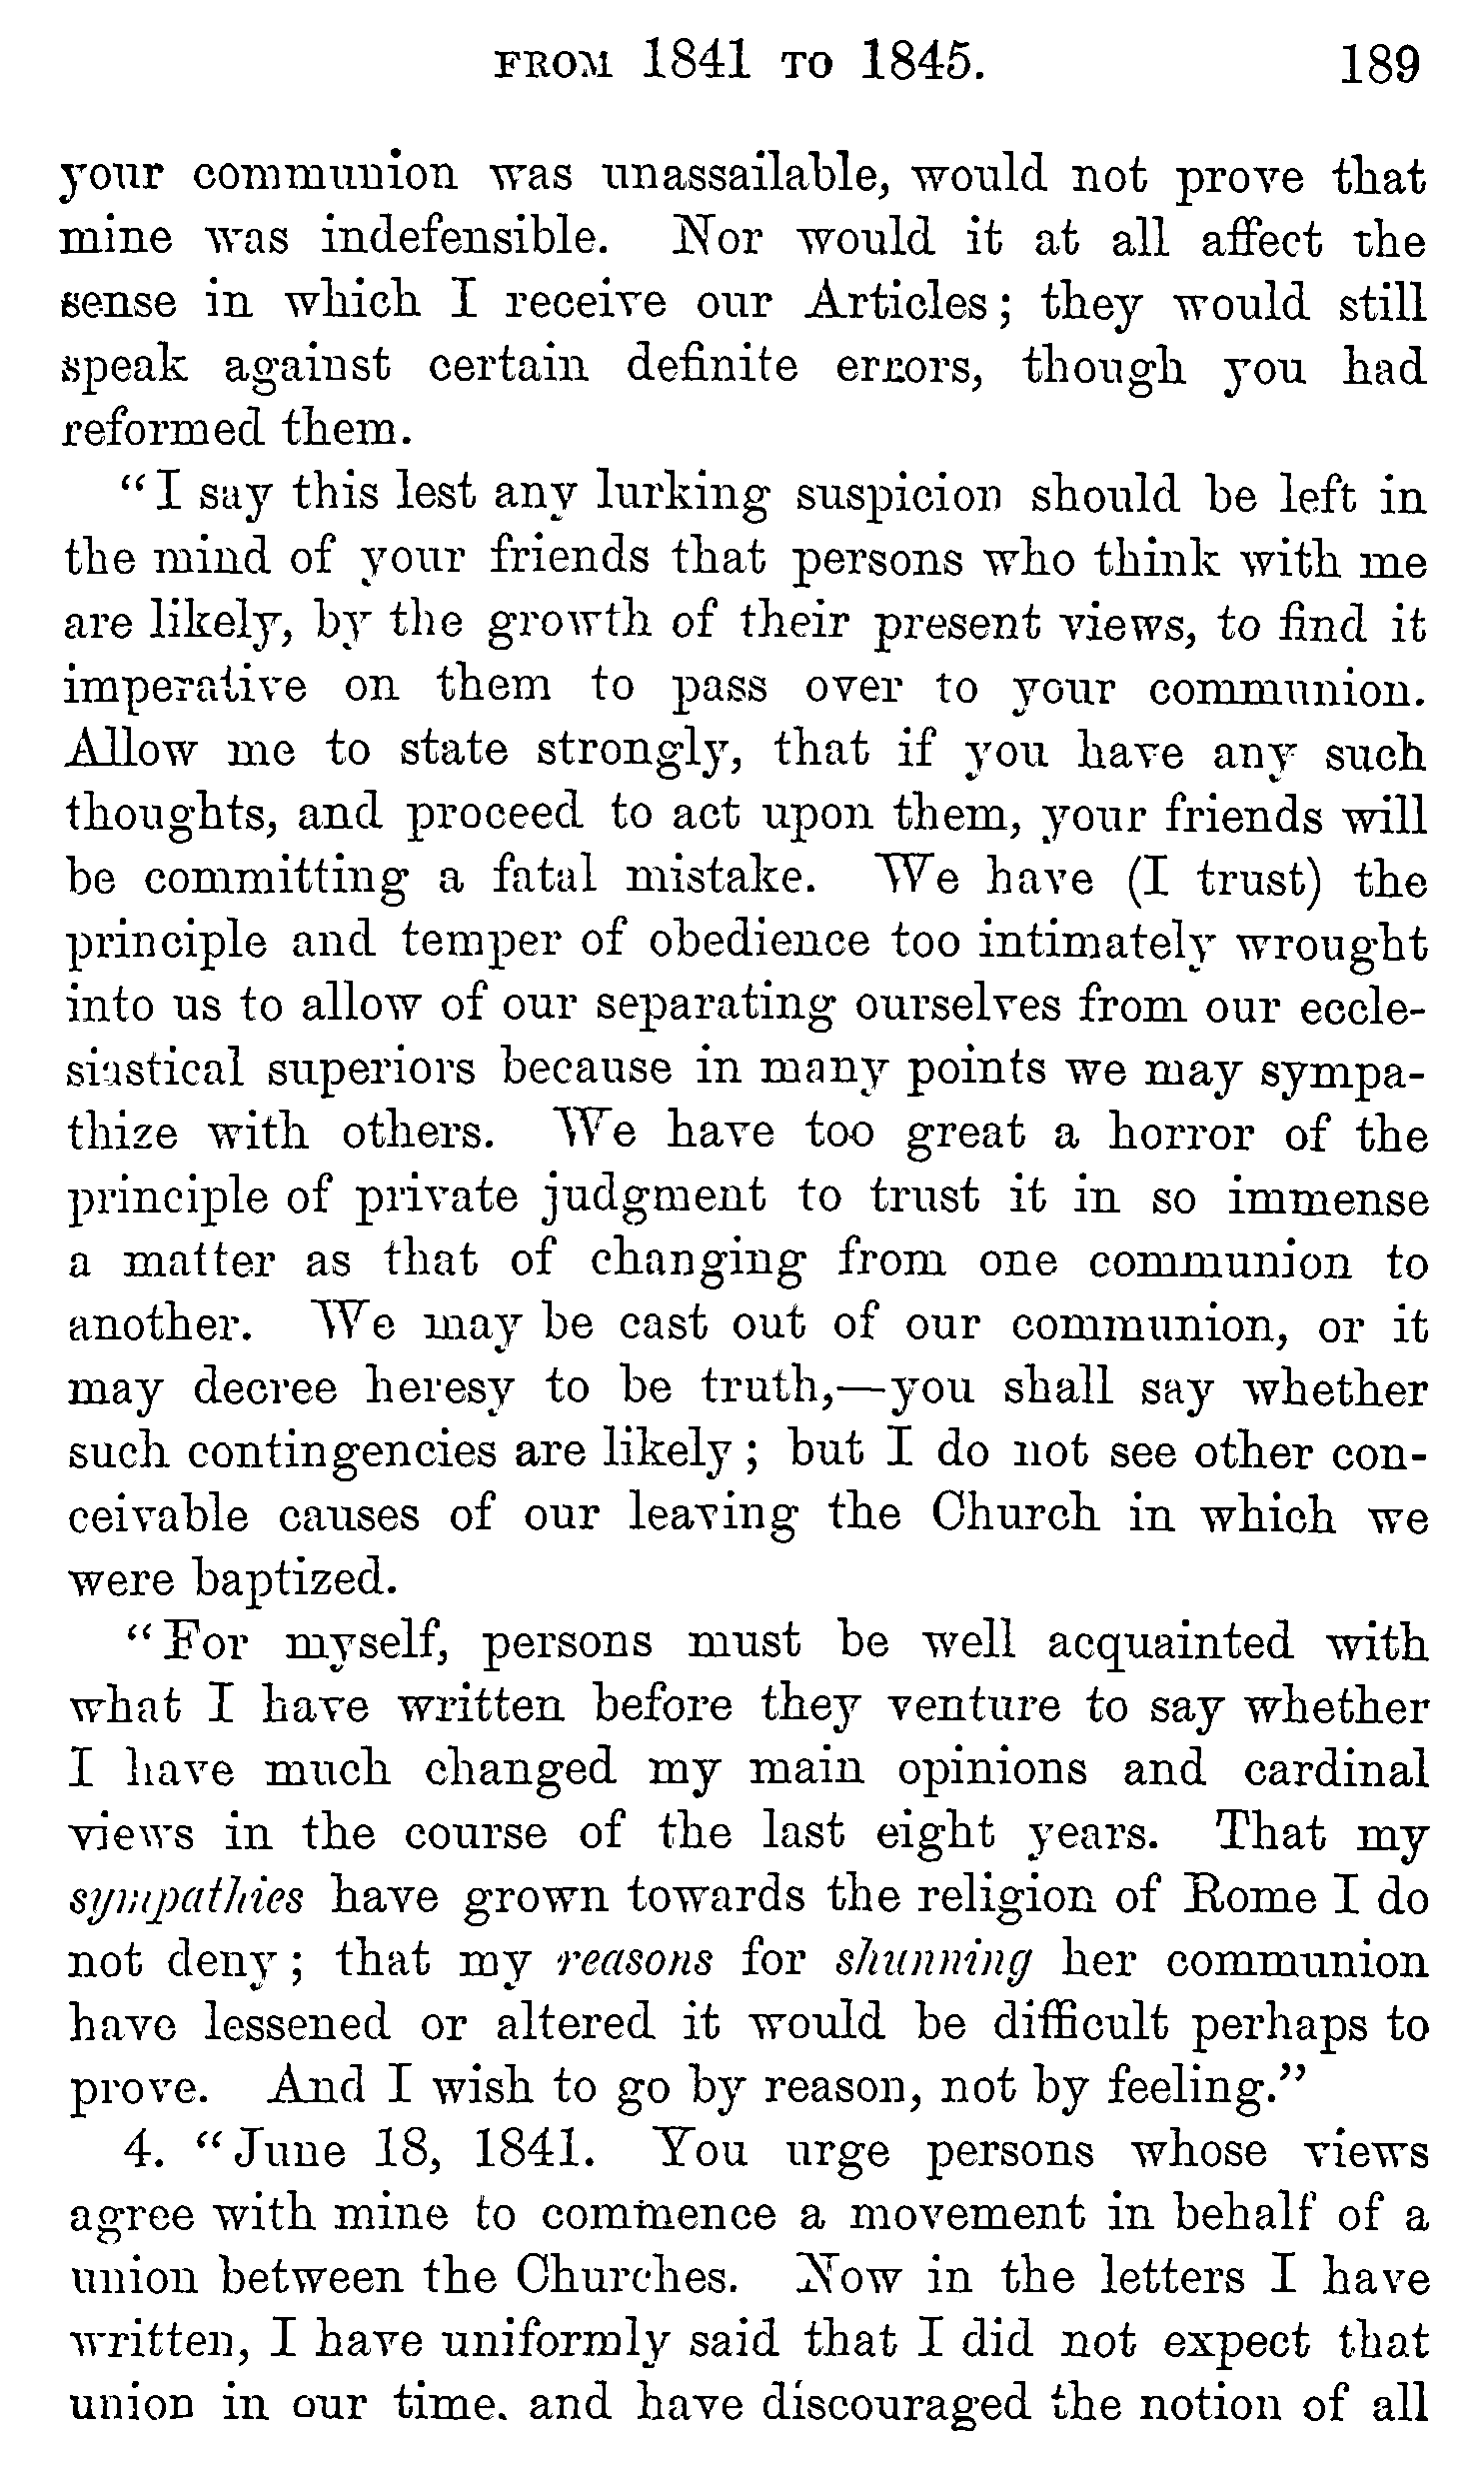 FROM 1841 TO 1845. 189
your communion was unassailable, would not prove that
mine was indefensible. Nor would it at all affect the
sense in which I receive our Articles; they would still
speak against certain definite errors, though you had
reformed them.
"I say this lest any lurking suspicion should be left in
the mind of your friends that persons who think with me
are likely, by the growth of their present views, to find it
imperative on them to pass over to your communion.
Allow me to state strongly, that if you have any such
thoughts, and proceed to act upon them, your friends will
be committing a fatal mistake. We have (I trust) the
principle and temper of obedience too intimately wrought
into us to allow of our separating ourselves from our eccle-
siastical superiors because in many points we may sympa-
thize with others. We have too great a horror of the
principle of private judgment to trust it in so immense
a matter as that of changing from one communion to
another. We may be cast out of our communion, or it
may decree heresy to be truth,—you shall say whether
such contingencies are likely; but I do not see other con-
ceivable causes of our leaving the Church in which we
were baptized.
"For myself, persons must be well acquainted with
what I have written before they venture to say whether
I have much changed my main opinions and cardinal
views in the course of the last eight years. That my
sympathies have grown towards the religion of Rome I do
not deny; that my reasons for shunning her communion
have lessened or altered it would be difficult perhaps to
prove. And I wish to go by reason, not by feeling."
4. "June 18, 1841. You urge persons whose views
agree with mine to commence a movement in behalf of a
union between the Churches. Now in the letters I have
written, I have uniformly said that I did not expect that
union in our time, and have discouraged the notion of all